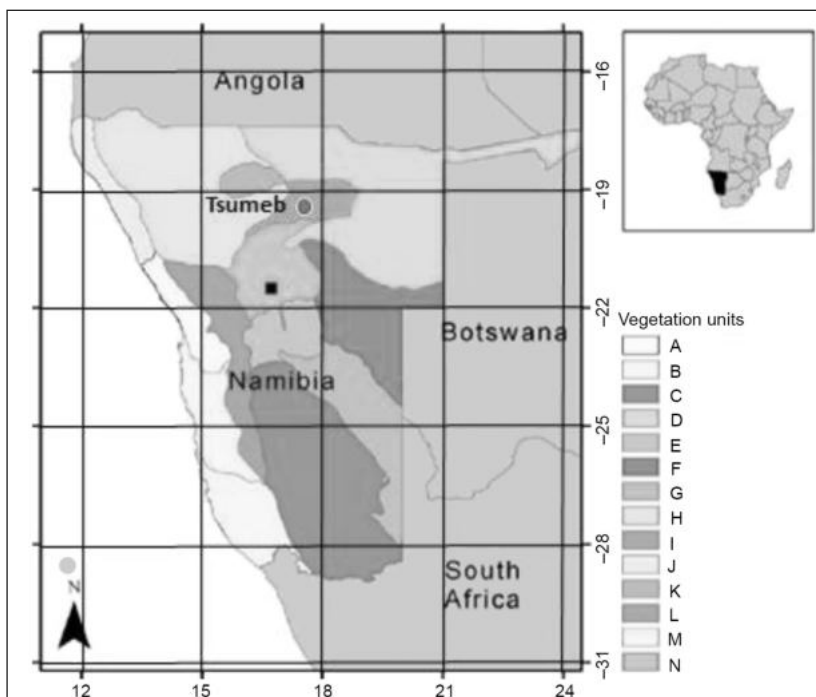 Angola
Tsumeb
Namibia
Botswana
South
Africa
N
12
15
18
21
24
−16
−19
−22
−25
−28
−31
Vegetation units
A
B
C
D
E
F
G
H
I
J
K
L
M
N